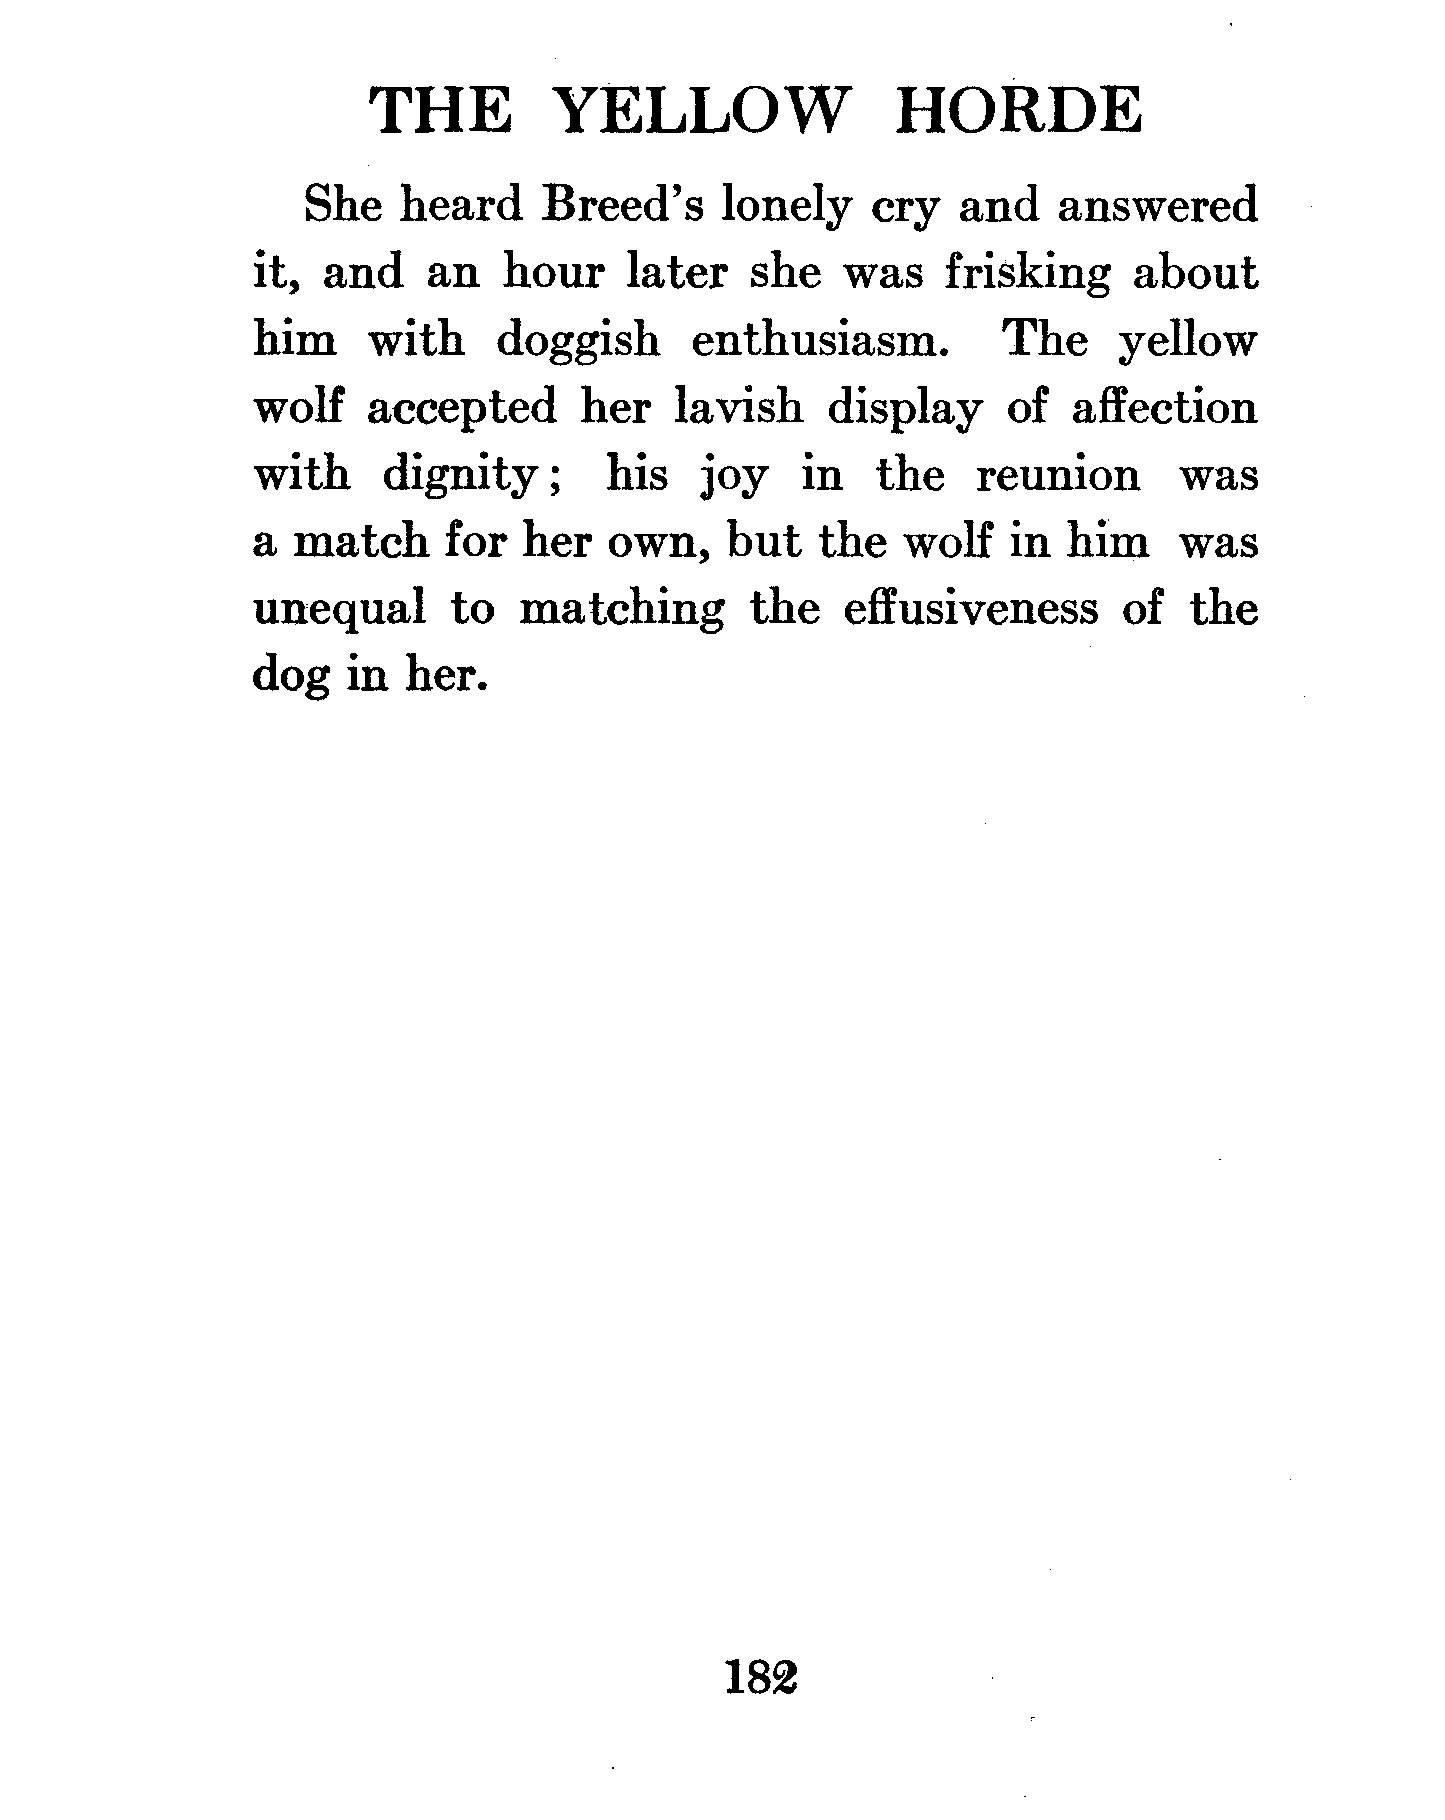 THE YELLOW HORDE
She heard Breed's lonely cry and answered
it, and an hour later she was frisking about
him with doggish enthusiasm. The yellow
wolf accepted her lavish display of affection
with dignity; his joy in the reunion was
a match for her own, but the wolf in him was
unequal to matching the effusiveness of the
dog in her.
182